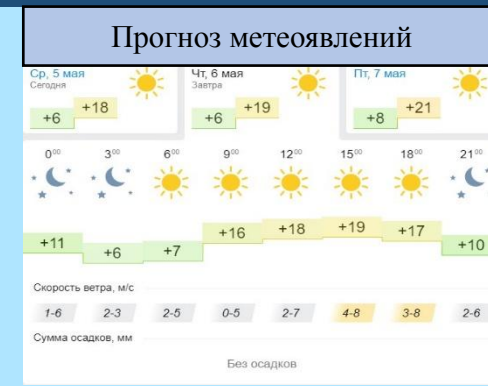 Прогноз метеоявлений
Ср, 5 мая Чт, 6 мая Пт, 7 мая
Сегодня Завтра
+6 +18 +6 +19 +8 +21
0⁰⁰ 3⁰⁰ 6⁰⁰ 9⁰⁰ 12⁰⁰ 15⁰⁰ 18⁰⁰ 21⁰⁰
+11 +6 +7 +16 +18 +19 +17 +10
Скорость ветра, м/с
1-6 2-3 2-5 0-5 2-7 4-8 3-8 2-6
Сумма осадков, мм
Без осадков